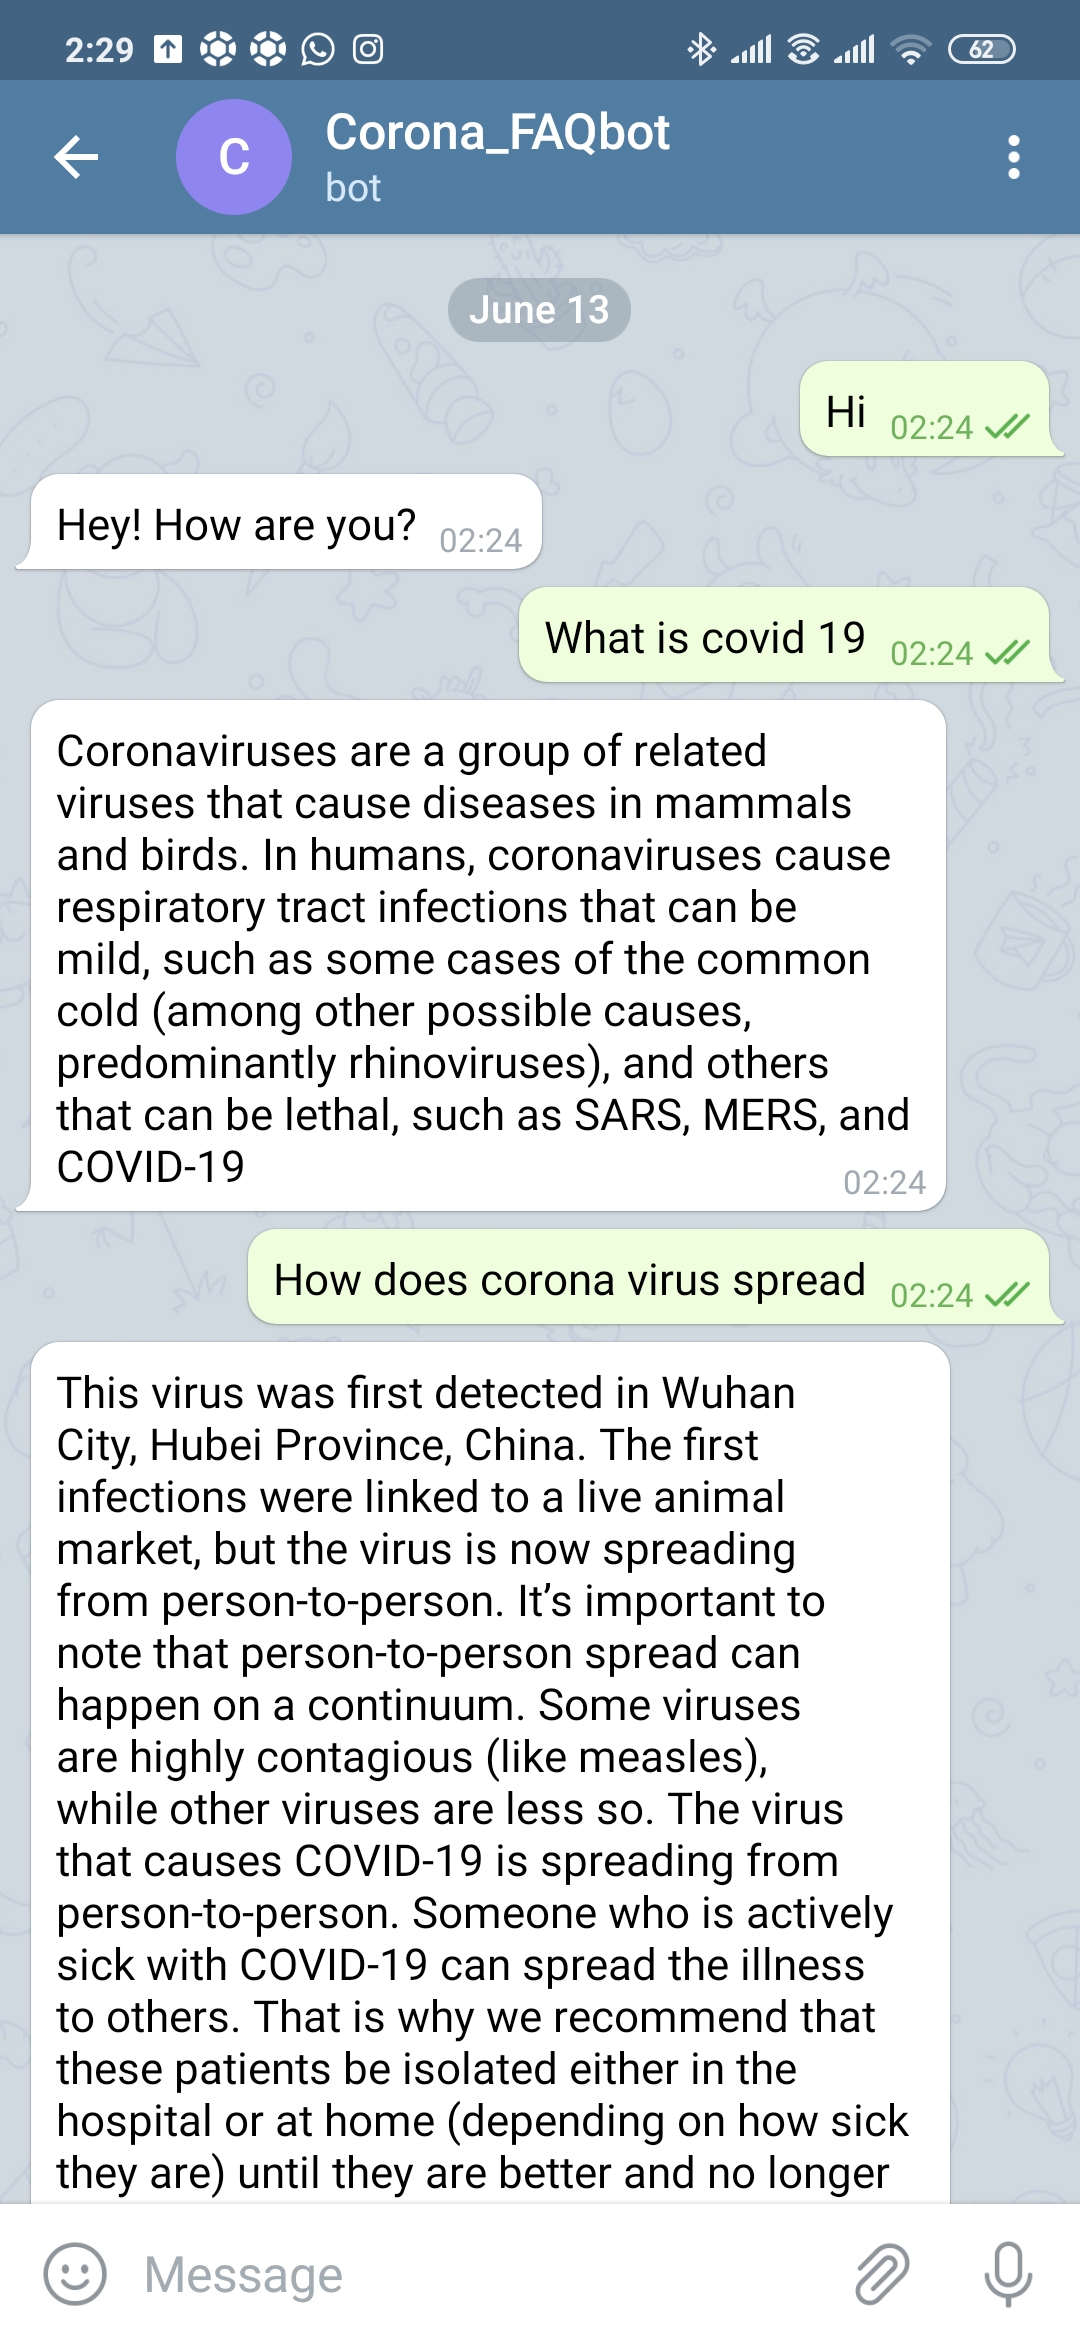 2:29
62
C
Corona_FAQbot
bot
June 13
Hi 02:24
Hey! How are you? 02:24
What is covid 19 02:24
Coronaviruses are a group of related
viruses that cause diseases in mammals
and birds. In humans, coronaviruses cause
respiratory tract infections that can be
mild, such as some cases of the common
cold (among other possible causes,
predominantly rhinoviruses), and others
that can be lethal, such as SARS, MERS, and
COVID-19 02:24
How does corona virus spread 02:24
This virus was first detected in Wuhan
City, Hubei Province, China. The first
infections were linked to a live animal
market, but the virus is now spreading
from person-to-person. It’s important to
note that person-to-person spread can
happen on a continuum. Some viruses
are highly contagious (like measles),
while other viruses are less so. The virus
that causes COVID-19 is spreading from
person-to-person. Someone who is actively
sick with COVID-19 can spread the illness
to others. That is why we recommend that
these patients be isolated either in the
hospital or at home (depending on how sick
they are) until they are better and no longer
Message